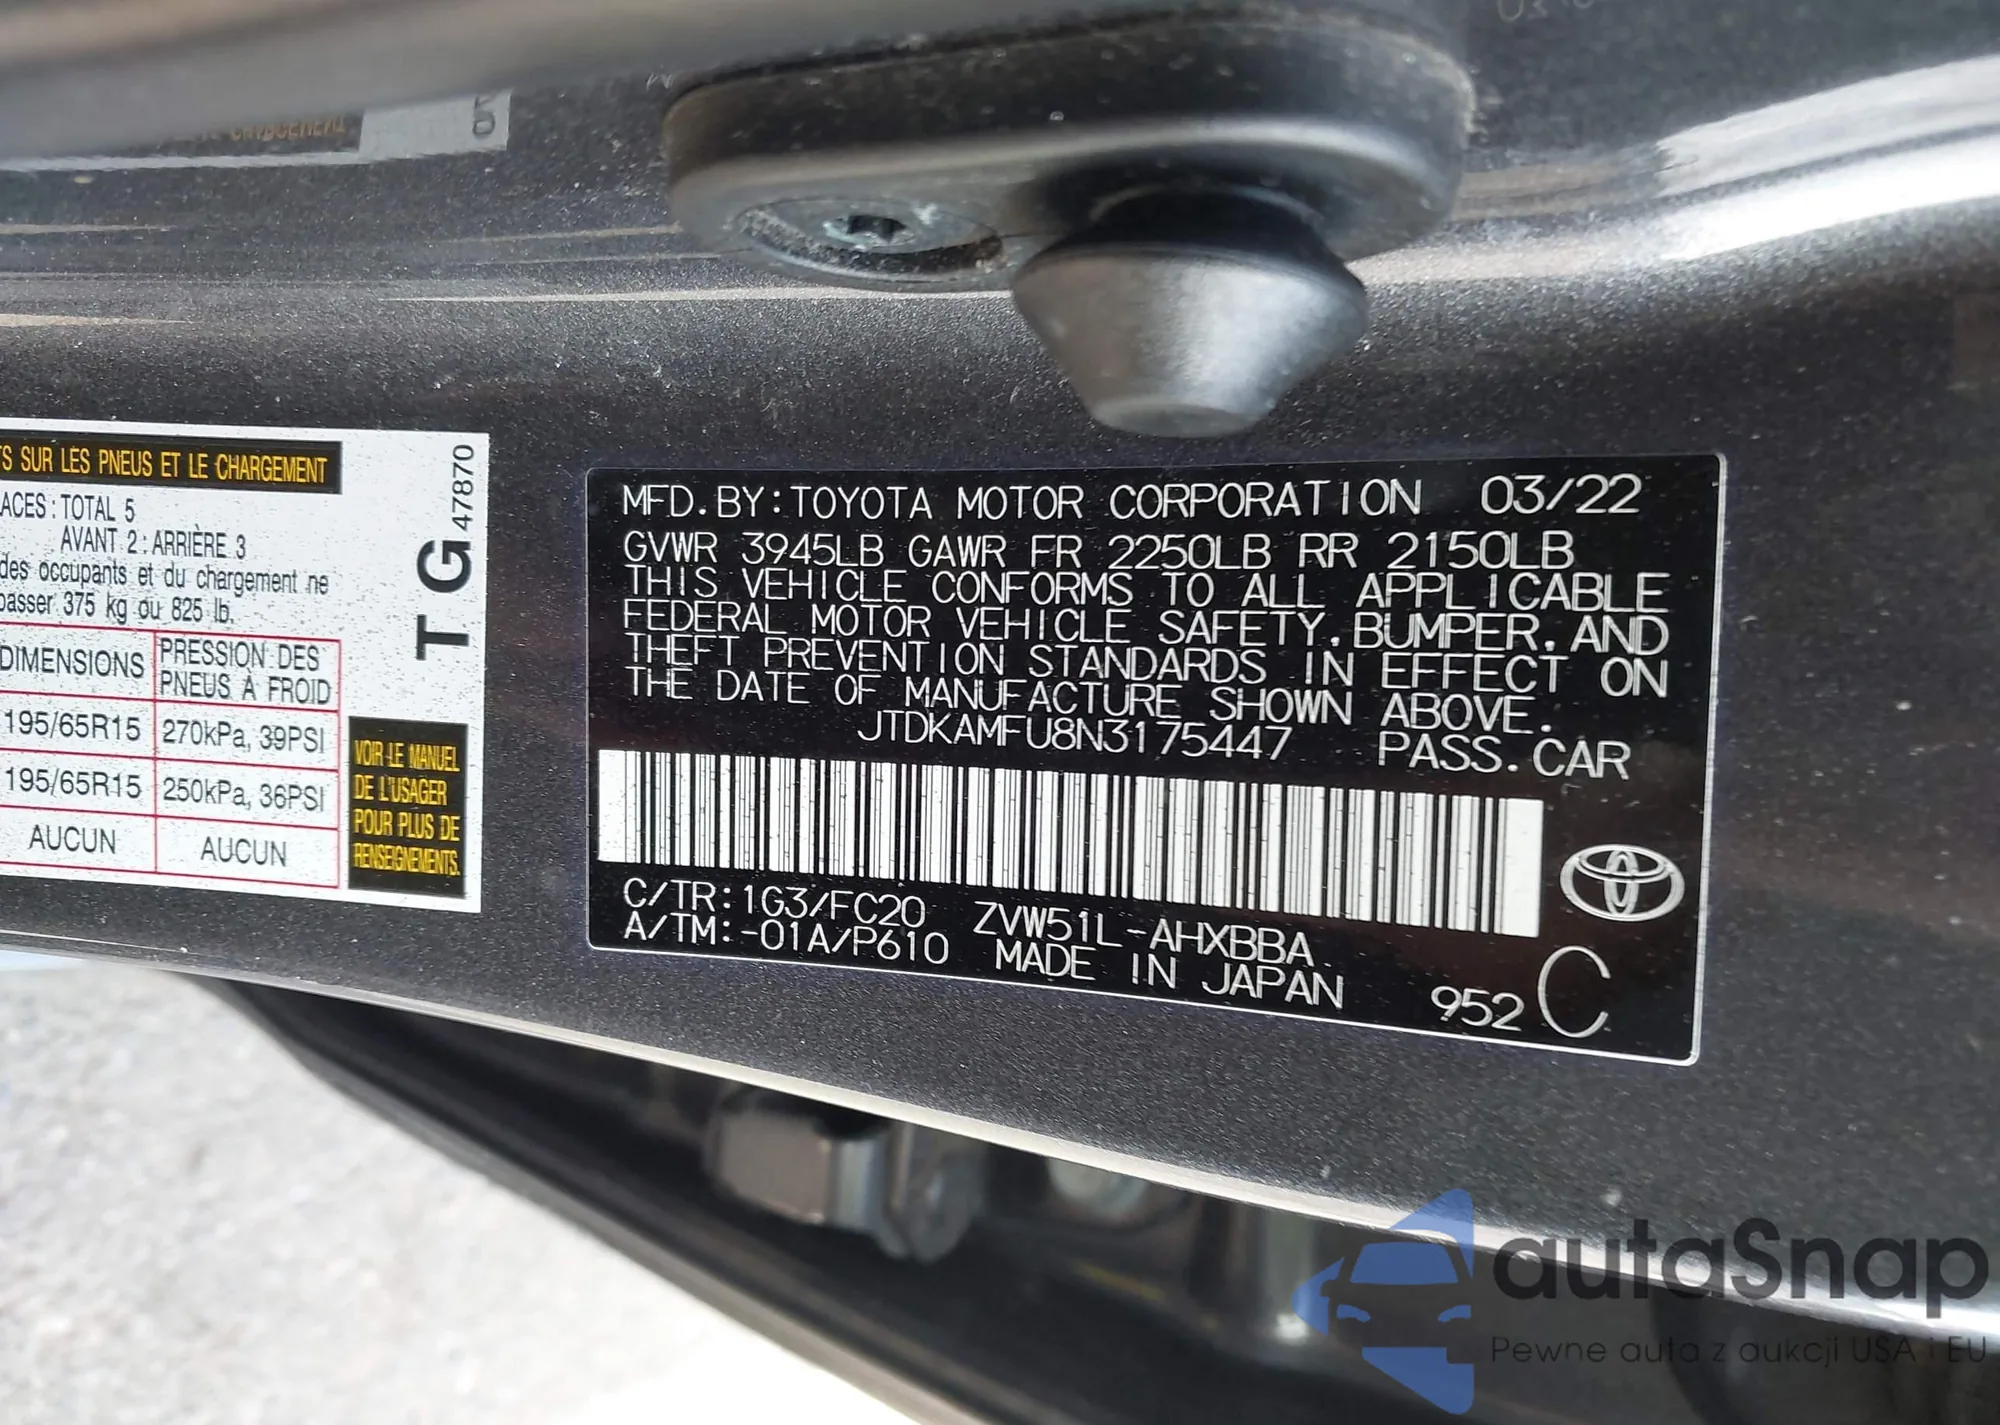 TS SUR LES PNEUS ET LE CHARGEMENT
ACES : TOTAL 5
AVANT 2 : ARRIÈRE 3
des occupants et du chargement ne
passer 375 kg ou 825 lb.
DIMENSIONS PRESSION DES PNEUS À FROID
195/65R15 270kPa, 39PSI
195/65R15 250kPa, 36PSI
AUCUN AUCUN
TG47870
VOIR LE MANUEL
DE L'USAGER
POUR PLUS DE
RENSEIGNEMENTS.
MFD. BY: TOYOTA MOTOR CORPORATION 03/22
GVWR 3945LB GAWR FR 2250LB RR 2150LB
THIS VEHICLE CONFORMS TO ALL APPLICABLE
FEDERAL MOTOR VEHICLE SAFETY, BUMPER, AND
THEFT PREVENTION STANDARDS IN EFFECT ON
THE DATE OF MANUFACTURE SHOWN ABOVE.
JTDKAMFU8N3175447 PASS. CAR
C/TR: 1G3/FC20 ZVW51L-AHXBBA
A/TM: -01A/P610 MADE IN JAPAN
952 C
autaSnap
Pewne auta z aukcji USA i EU